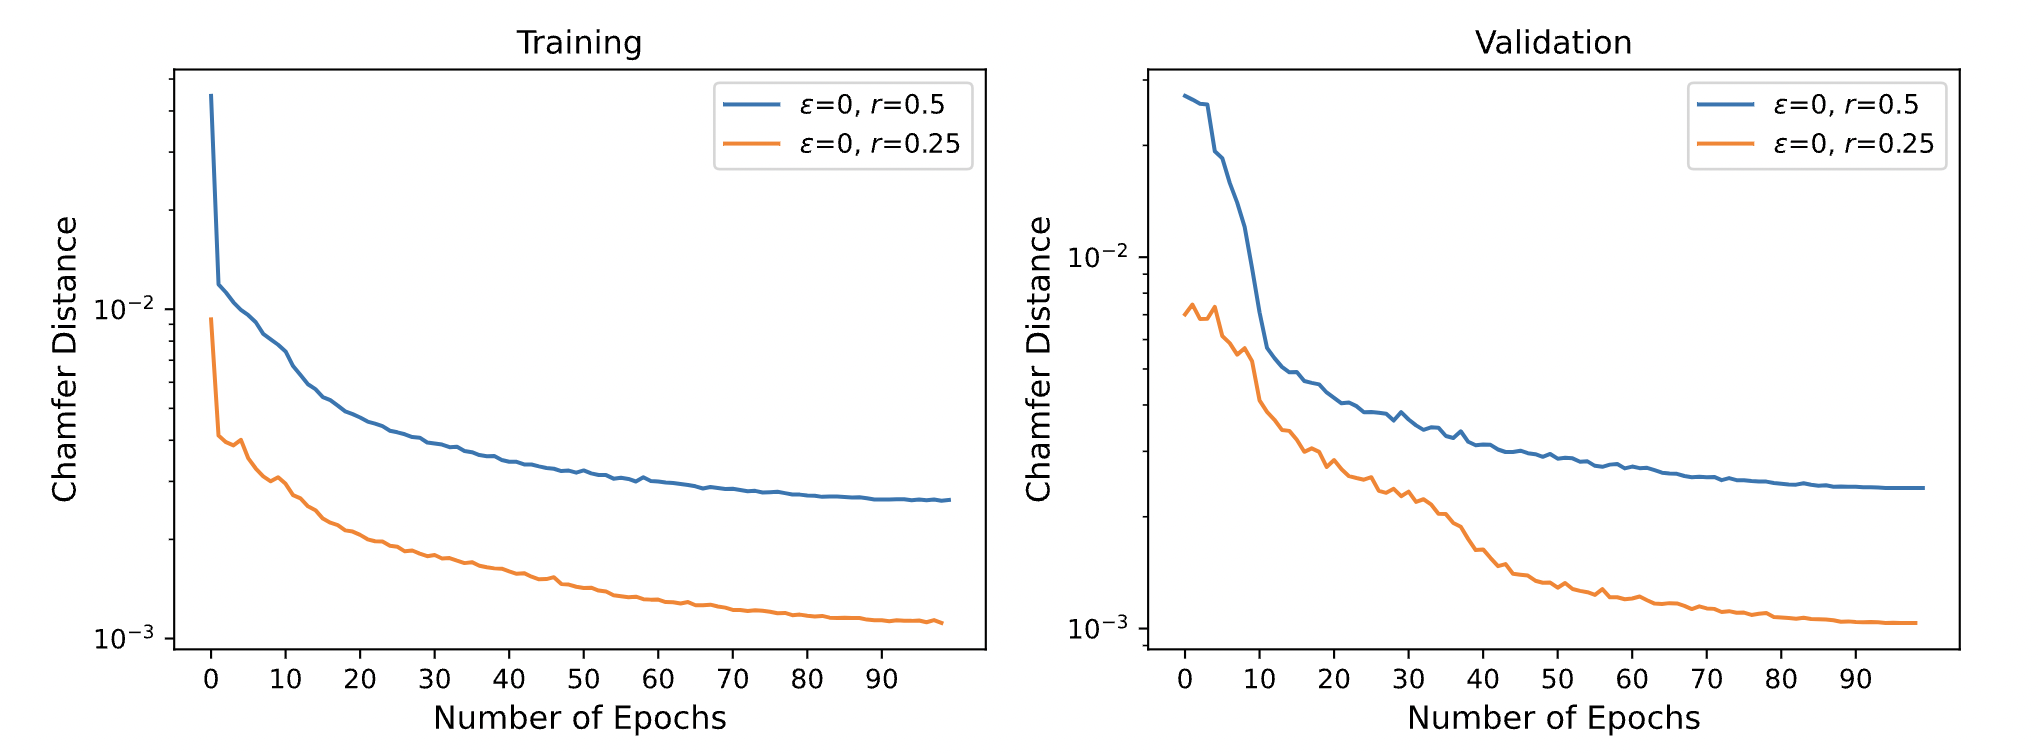 Training
Chamfer Distance
10⁻²
10⁻³
ε=0, r=0.5
ε=0, r=0.25
0 10 20 30 40 50 60 70 80 90
Number of Epochs
Validation
Chamfer Distance
10⁻²
10⁻³
ε=0, r=0.5
ε=0, r=0.25
0 10 20 30 40 50 60 70 80 90
Number of Epochs